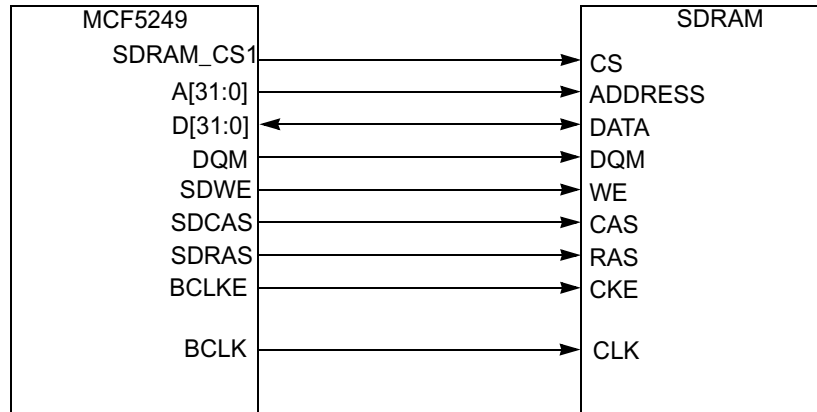 MCF5249 SDRAM
SDRAM_CS1 CS
A[31:0] ADDRESS
D[31:0] DATA
DQM DQM
SDWE WE
SDCAS CAS
SDRAS RAS
BCLKE CKE
BCLK CLK